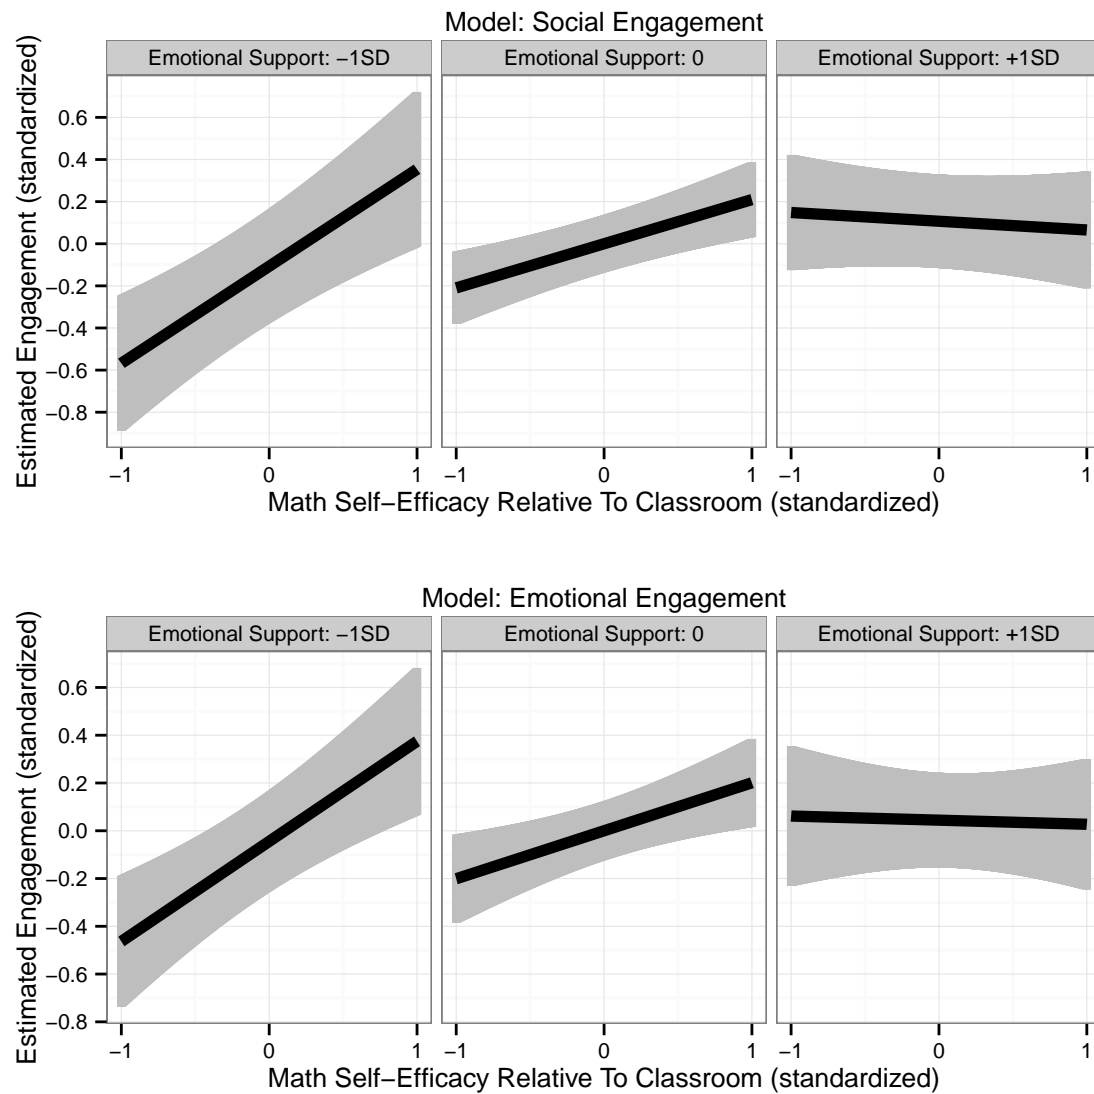 Model: Social Engagement
Emotional Support: −1SD
Emotional Support: 0
Emotional Support: +1SD
Estimated Engagement (standardized)
0.6
0.4
0.2
0.0
−0.2
−0.4
−0.6
−0.8
−1 0 1 −1 0 1 −1 0 1
Math Self−Efficacy Relative To Classroom (standardized)
Model: Emotional Engagement
Emotional Support: −1SD
Emotional Support: 0
Emotional Support: +1SD
Estimated Engagement (standardized)
0.6
0.4
0.2
0.0
−0.2
−0.4
−0.6
−0.8
−1 0 1 −1 0 1 −1 0 1
Math Self−Efficacy Relative To Classroom (standardized)